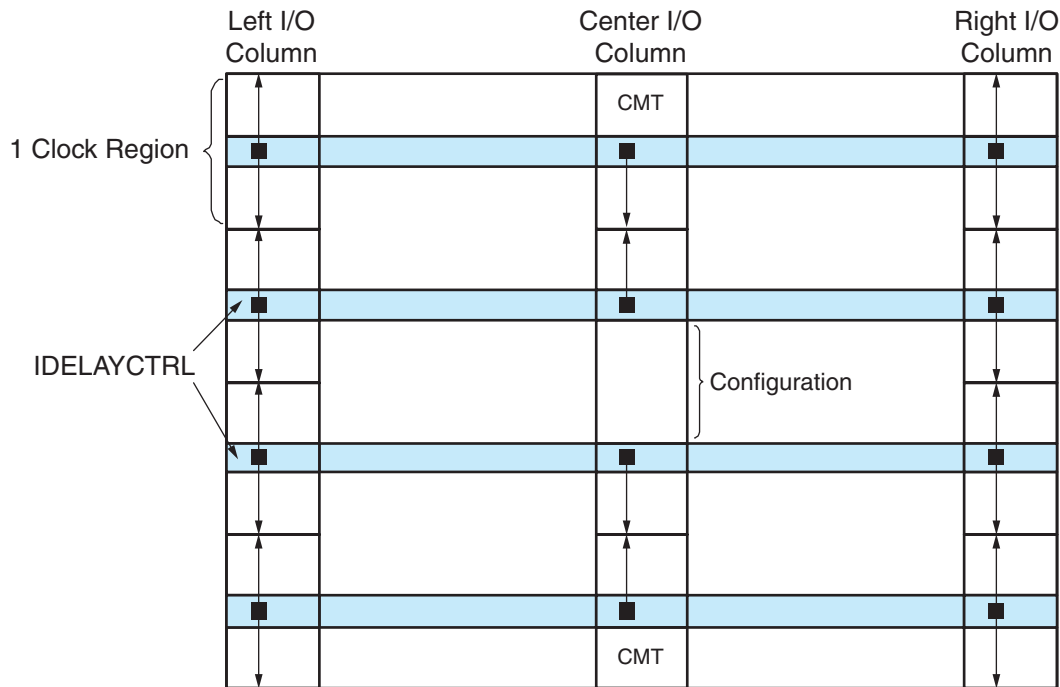 Left I/O
Column
Center I/O
Column
Right I/O
Column
CMT
1 Clock Region
IDELAYCTRL
Configuration
CMT